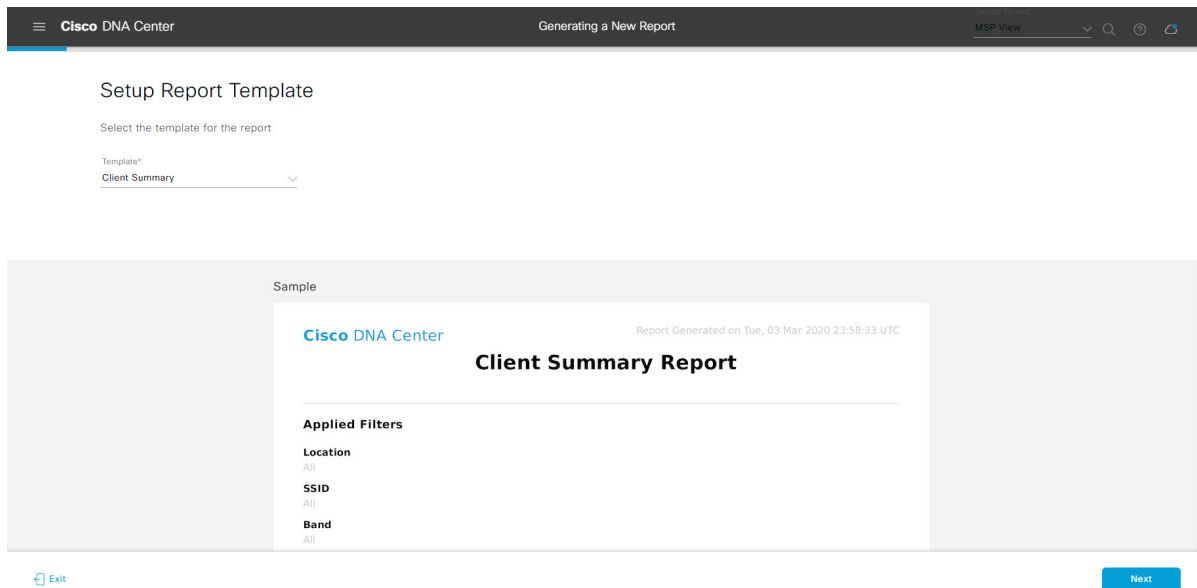 Cisco DNA Center
Generating a New Report
MSP View
Setup Report Template
Select the template for the report
Template*
Client Summary
Sample
Cisco DNA Center
Report Generated on Tue, 03 Mar 2020 23:58:33 UTC
Client Summary Report
Applied Filters
Location
All
SSID
All
Band
All
Exit
Next